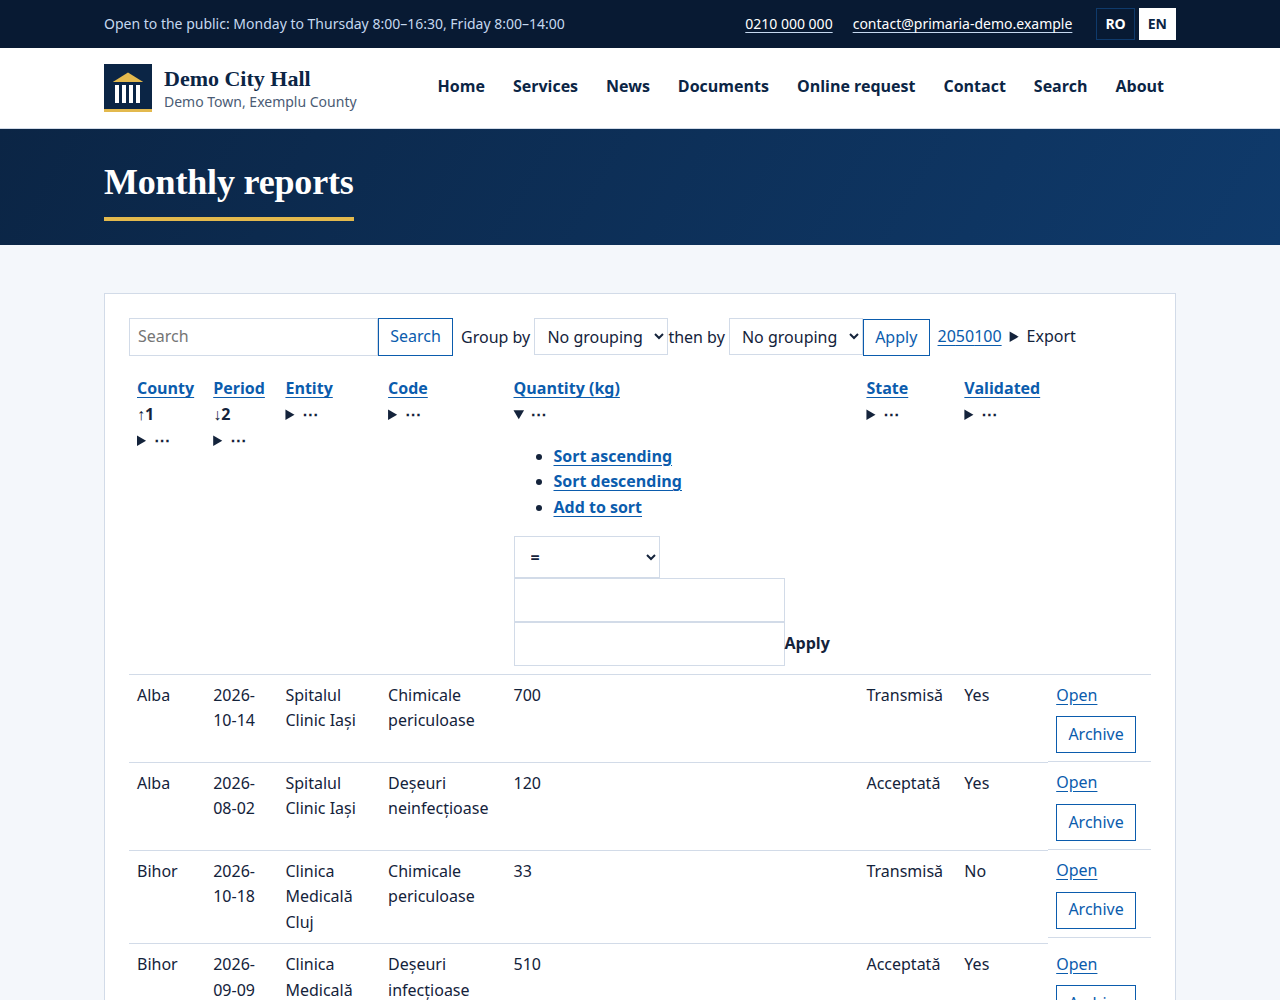 Open to the public: Monday to Thursday 8:00–16:30, Friday 8:00–14:00 0210 000 000 contact@primaria-demo.example RO EN
Demo City Hall
Demo Town, Exemplu County
Home Services News Documents Online request Contact Search About
Monthly reports
Search Search Group by No grouping then by No grouping Apply 2050100 ▶ Export
County Period Entity Code Quantity (kg) State Validated
↑1 ↓2 ▶ ... ▶ ... ▼ ... ▶ ... ▶ ...
▶ ... ▶ ...
• Sort ascending
• Sort descending
• Add to sort
=
Apply
Alba 2026- Spitalul Chimicale 700 Transmisă Yes Open
10-14 Clinic Iași periculoase
Archive
Alba 2026- Spitalul Deșeuri 120 Acceptată Yes Open
08-02 Clinic Iași neinfecțioase
Archive
Bihor 2026- Clinica Chimicale 33 Transmisă No Open
10-18 Medicală periculoase
Cluj Archive
Bihor 2026- Clinica Deșeuri 510 Acceptată Yes Open
09-09 Medicală infecțioase